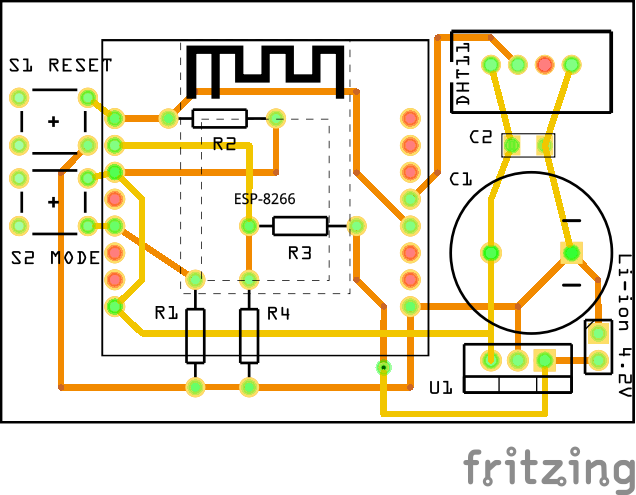 S1 RESET
DHT11
C2
R2
C1
ESP-8266
R3
S2 MODE
Li-ion 4.2V
R1
R4
U1
fritzing